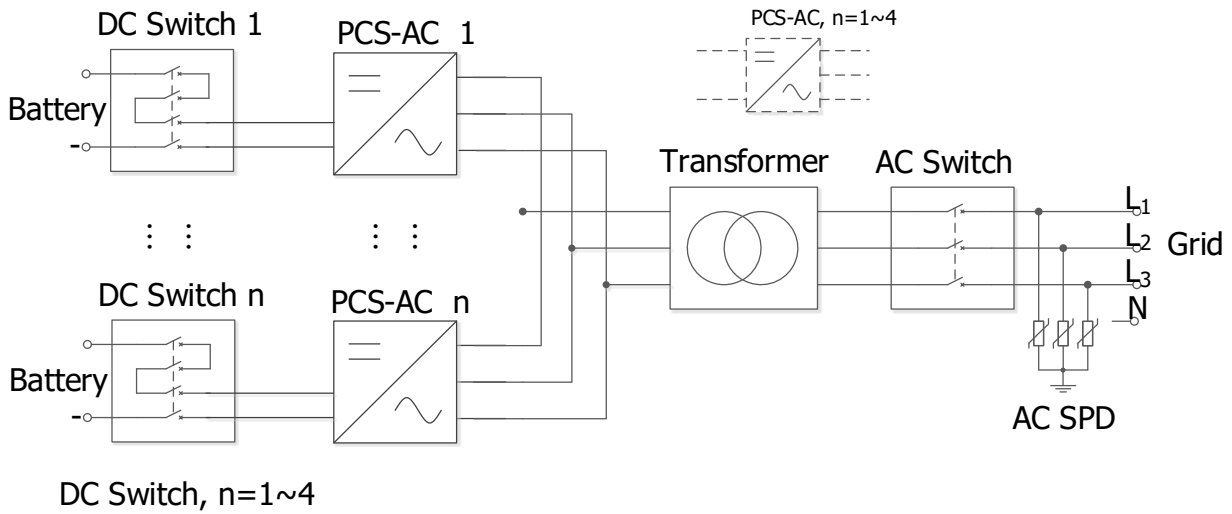 DC Switch 1
PCS-AC 1
PCS-AC, n=1~4
Battery
-
Transformer
AC Switch
L1
L2
Grid
L3
N
DC Switch n
PCS-AC n
Battery
-
AC SPD
DC Switch, n=1~4